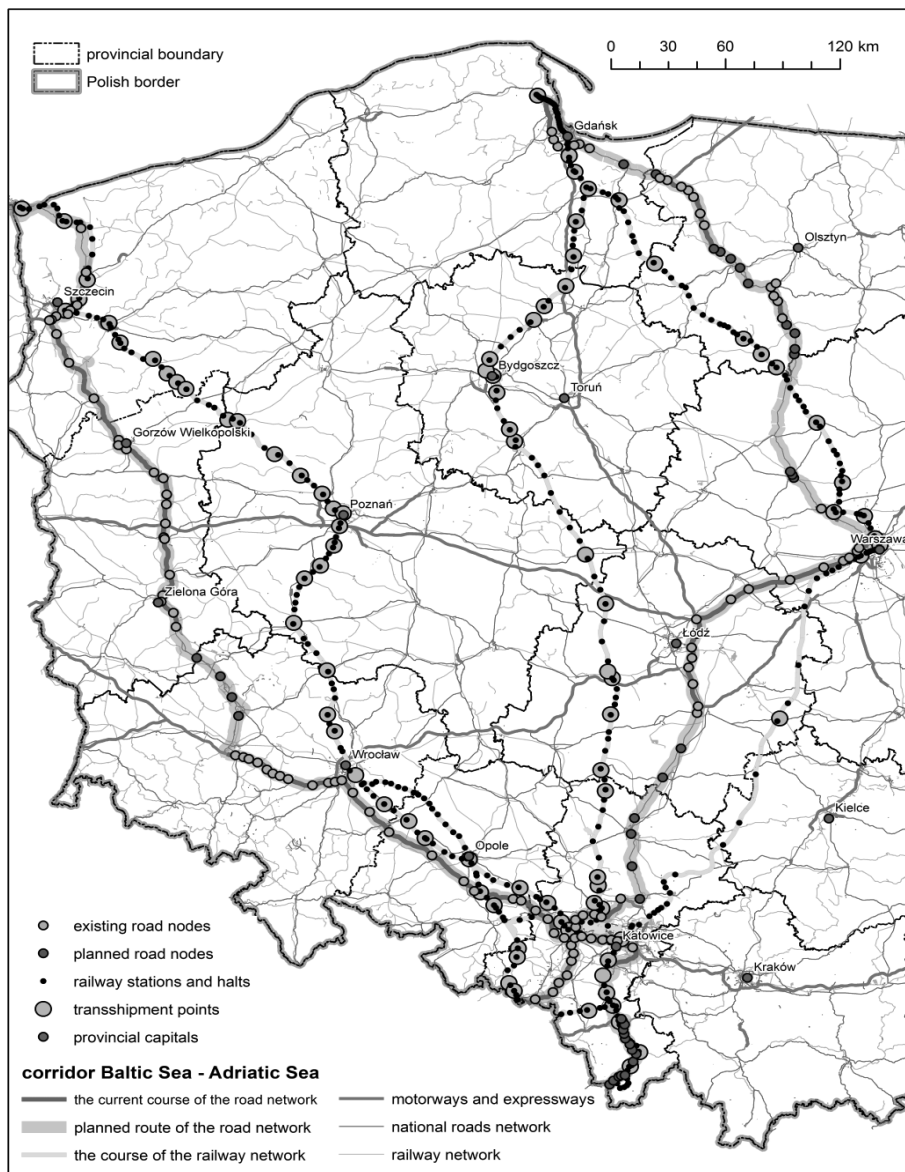 provincial boundary
Polish border
0 30 60 120 km
Gdańsk
Olsztyn
Szczecin
Bydgoszcz
Toruń
Gorzów Wielkopolski
Poznań
Warszawa
Zielona Góra
Łódź
Wrocław
Kielce
Opole
Katowice
Kraków
existing road nodes
planned road nodes
railway stations and halts
transshipment points
provincial capitals
corridor Baltic Sea - Adriatic Sea
the current course of the road network
planned route of the road network
the course of the railway network
motorways and expressways
national roads network
railway network